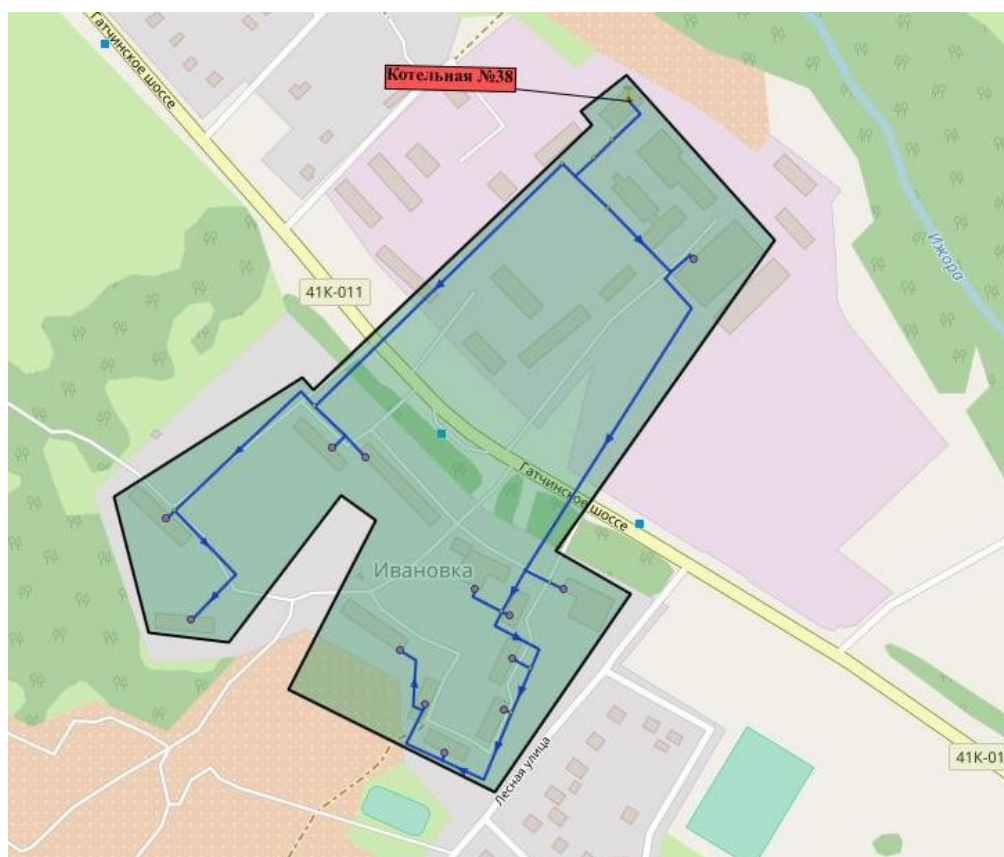 Гатчинское шоссе
Котельная №38
Ижора
41К-011
Гатчинское шоссе
Ивановка
Лесная улица
41К-01